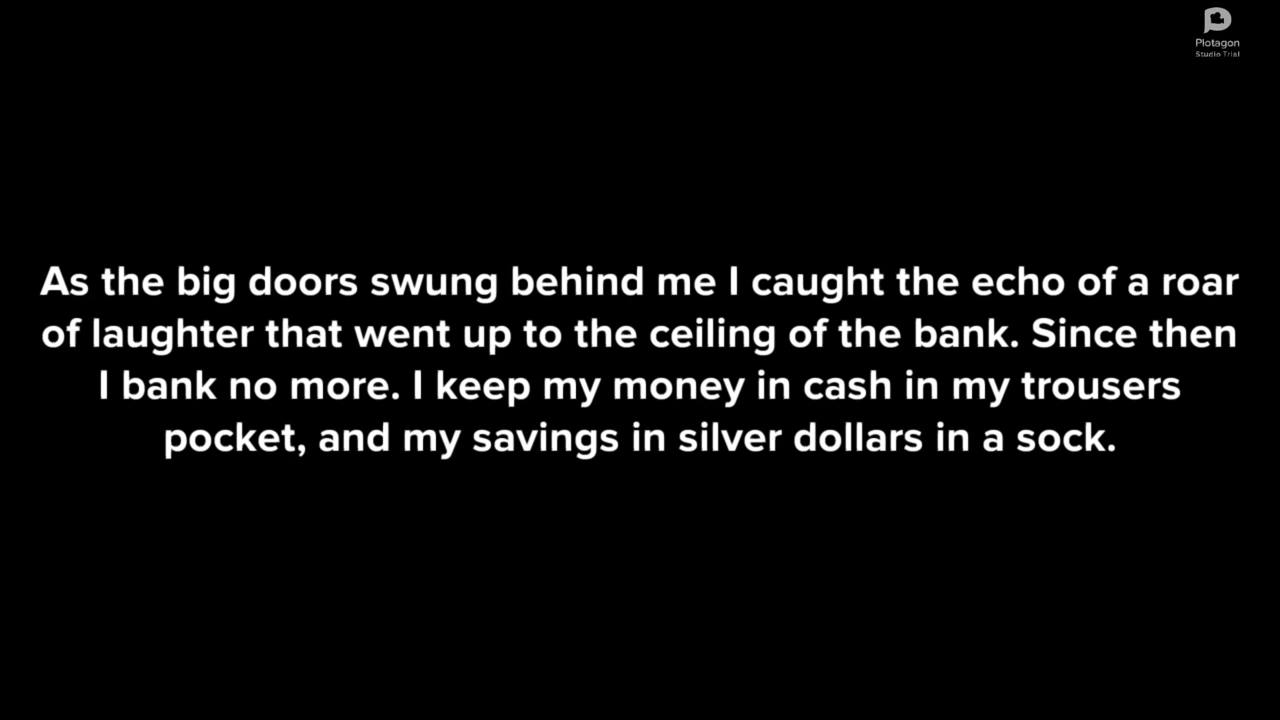 Plotagon
Studio Trial
As the big doors swung behind me I caught the echo of a roar
of laughter that went up to the ceiling of the bank. Since then
I bank no more. I keep my money in cash in my trousers
pocket, and my savings in silver dollars in a sock.